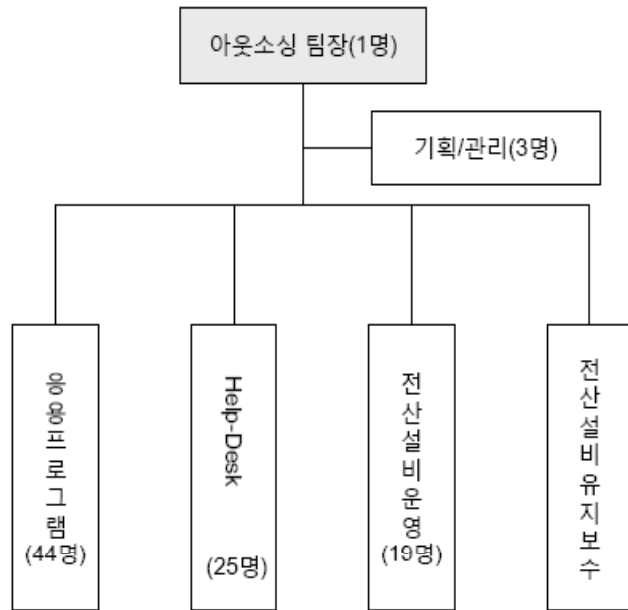 아웃소싱 팀장(1명)
기획/관리(3명)
응용프로그램
(44명)
Help-Desk
(25명)
전산설비운영
(19명)
전산설비유지보수